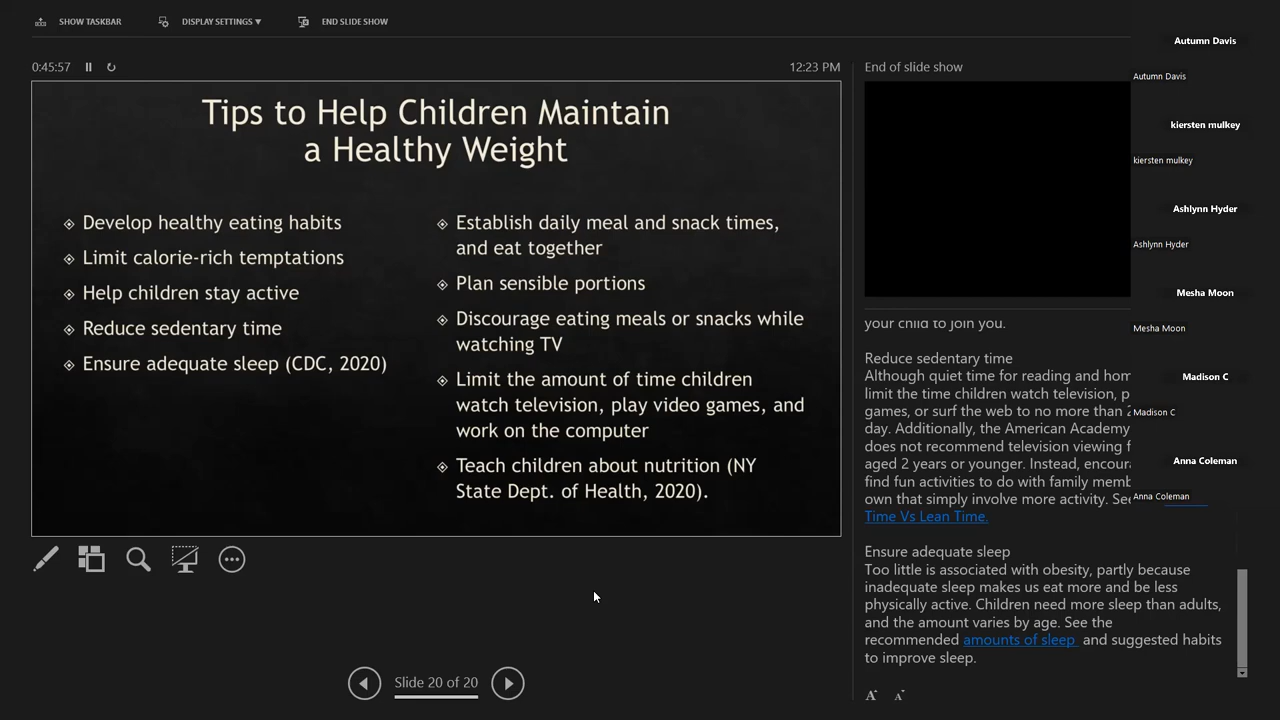 SHOW TASKBAR
DISPLAY SETTINGS ▼
END SLIDE SHOW
0:45:57
12:23 PM
Tips to Help Children Maintain
a Healthy Weight
Develop healthy eating habits
Limit calorie-rich temptations
Help children stay active
Reduce sedentary time
Ensure adequate sleep (CDC, 2020)
Establish daily meal and snack times,
and eat together
Plan sensible portions
Discourage eating meals or snacks while
watching TV
Limit the amount of time children
watch television, play video games, and
work on the computer
Teach children about nutrition (NY
State Dept. of Health, 2020).
Slide 20 of 20
End of slide show
your child to join you.
Reduce sedentary time
Although quiet time for reading and
limit the time children watch television,
games, or surf the web to no more than
day. Additionally, the American Academy
does not recommend television viewing
aged 2 years or younger. Instead,
find fun activities to do with family
own that simply involve more activity.
Time Vs Lean Time.
Ensure adequate sleep
Too little is associated with obesity, partly because
inadequate sleep makes us eat more and be less
physically active. Children need more sleep than adults,
and the amount varies by age. See the
recommended amounts of sleep and suggested habits
to improve sleep.
A A
Autumn Davis
Autumn Davis
kiersten mulkey
kiersten mulkey
Ashlynn Hyder
Ashlynn Hyder
Mesha Moon
Mesha Moon
Madison C
Madison C
Anna Coleman
Anna Coleman